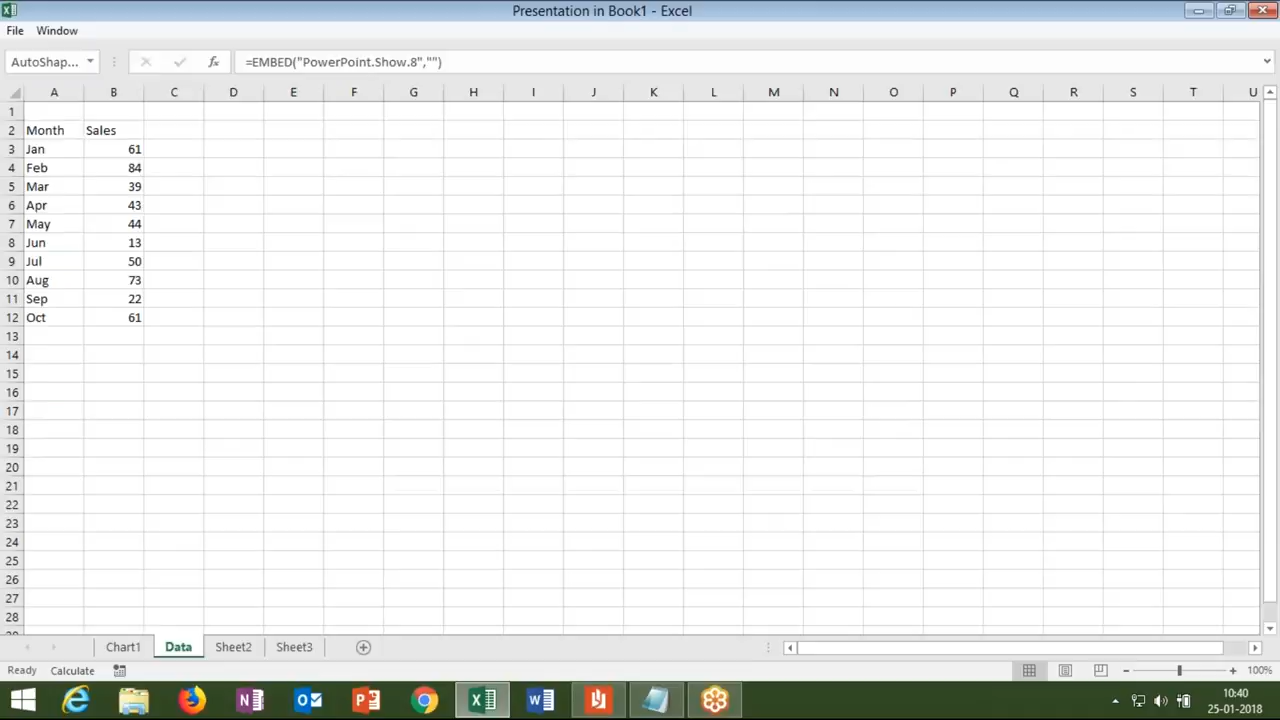 Presentation in Book1 - Excel
File Window
AutoShap... fx =EMBED("PowerPoint.Show.8","")
A B C D E F G H I J K L M N O P Q R S T U
1
2 Month Sales
3 Jan 61
4 Feb 84
5 Mar 39
6 Apr 43
7 May 44
8 Jun 13
9 Jul 50
10 Aug 73
11 Sep 22
12 Oct 61
13
14
15
16
17
18
19
20
21
22
23
24
25
26
27
28
Chart1 Data Sheet2 Sheet3
Ready Calculate 100%
10:40
25-01-2018